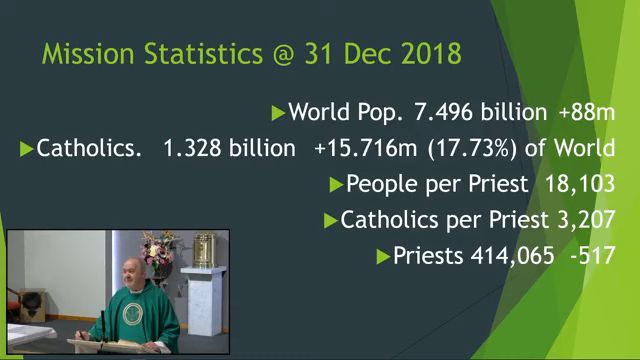 Mission Statistics @ 31 Dec 2018
World Pop. 7.496 billion +88m
Catholics. 1.328 billion +15.716m (17.73%) of World
People per Priest 18,103
Catholics per Priest 3,207
Priests 414,065 -517